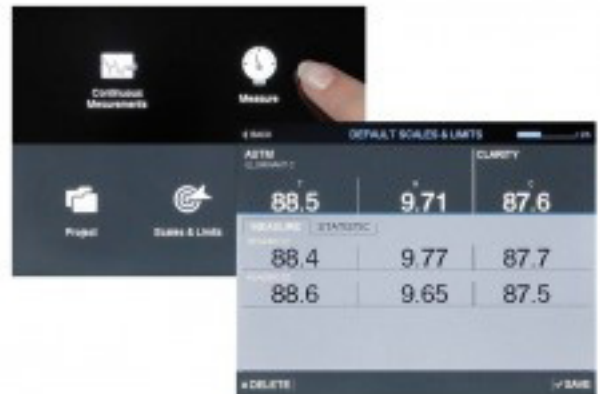 Continuous
Measurements
Measure
Project
Scales & Limits
BACK
DEFAULT SCALES & LIMITS
ASTM
CLARITY
T
88.5 9.71 87.6
MEASURE STATISTIC
88.4 9.77 87.7
88.6 9.65 87.5
DELETE
SAVE